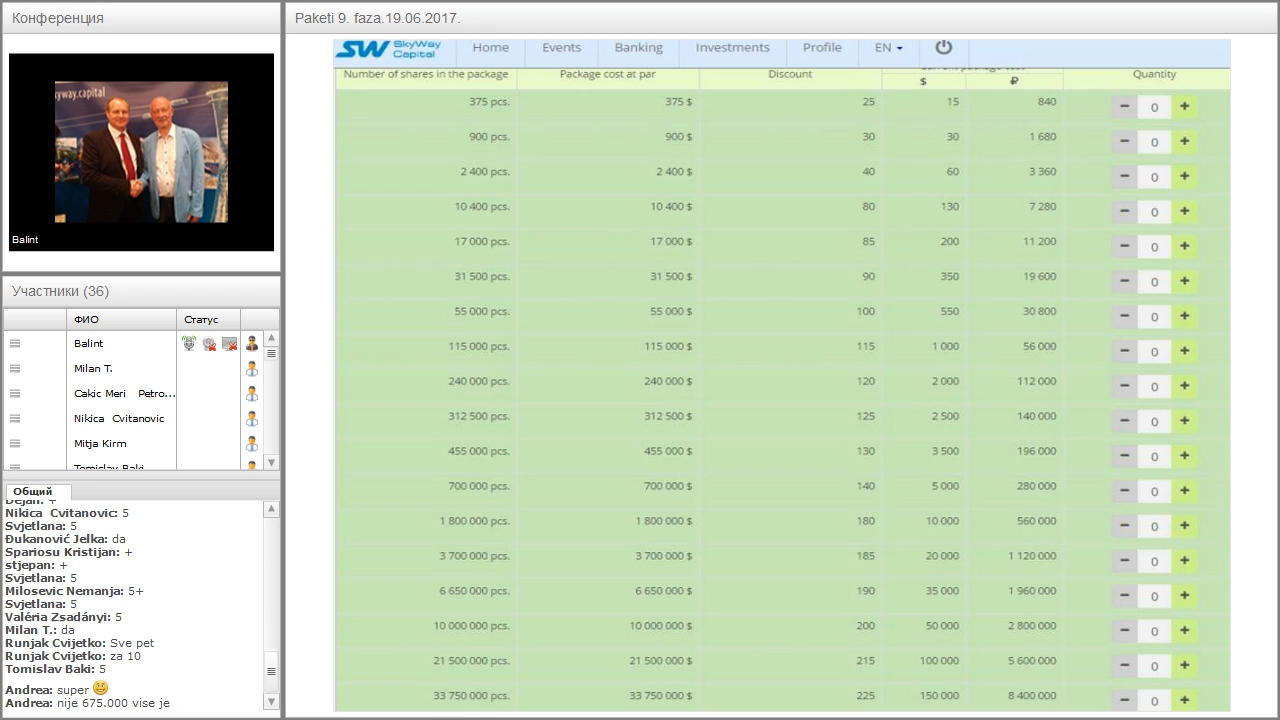 Конференция
Balint
Участники (36)
ФИО Статус
Balint
Milan T.
Cakic Meri Petro...
Nikica Cvitanovic
Mitja Kirm
Tomislav Baki
Общий
Dejan: +
Nikica Cvitanovic: 5
Svjetlana: 5
Đukanović Jelka: da
Spariosu Kristijan: +
stjepan: +
Svjetlana: 5
Milosevic Nemanja: 5+
Svjetlana: 5
Valéria Zsadányi: 5
Milan T.: da
Runjak Cvijetko: Sve pet
Runjak Cvijetko: za 10
Tomislav Baki: 5
Andrea: super
Andrea: nije 675.000 vise je
Paketi 9. faza.19.06.2017.
SW SkyWay Capital Home Events Banking Investments Profile EN
Number of shares in the package Package cost at par Discount $ ₽ Quantity
375 pcs. 375 $ 25 15 840 − 0 +
900 pcs. 900 $ 30 30 1 680 − 0 +
2 400 pcs. 2 400 $ 40 60 3 360 − 0 +
10 400 pcs. 10 400 $ 80 130 7 280 − 0 +
17 000 pcs. 17 000 $ 85 200 11 200 − 0 +
31 500 pcs. 31 500 $ 90 350 19 600 − 0 +
55 000 pcs. 55 000 $ 100 550 30 800 − 0 +
115 000 pcs. 115 000 $ 115 1 000 56 000 − 0 +
240 000 pcs. 240 000 $ 120 2 000 112 000 − 0 +
312 500 pcs. 312 500 $ 125 2 500 140 000 − 0 +
455 000 pcs. 455 000 $ 130 3 500 196 000 − 0 +
700 000 pcs. 700 000 $ 140 5 000 280 000 − 0 +
1 800 000 pcs. 1 800 000 $ 180 10 000 560 000 − 0 +
3 700 000 pcs. 3 700 000 $ 185 20 000 1 120 000 − 0 +
6 650 000 pcs. 6 650 000 $ 190 35 000 1 960 000 − 0 +
10 000 000 pcs. 10 000 000 $ 200 50 000 2 800 000 − 0 +
21 500 000 pcs. 21 500 000 $ 215 100 000 5 600 000 − 0 +
33 750 000 pcs. 33 750 000 $ 225 150 000 8 400 000 − 0 +